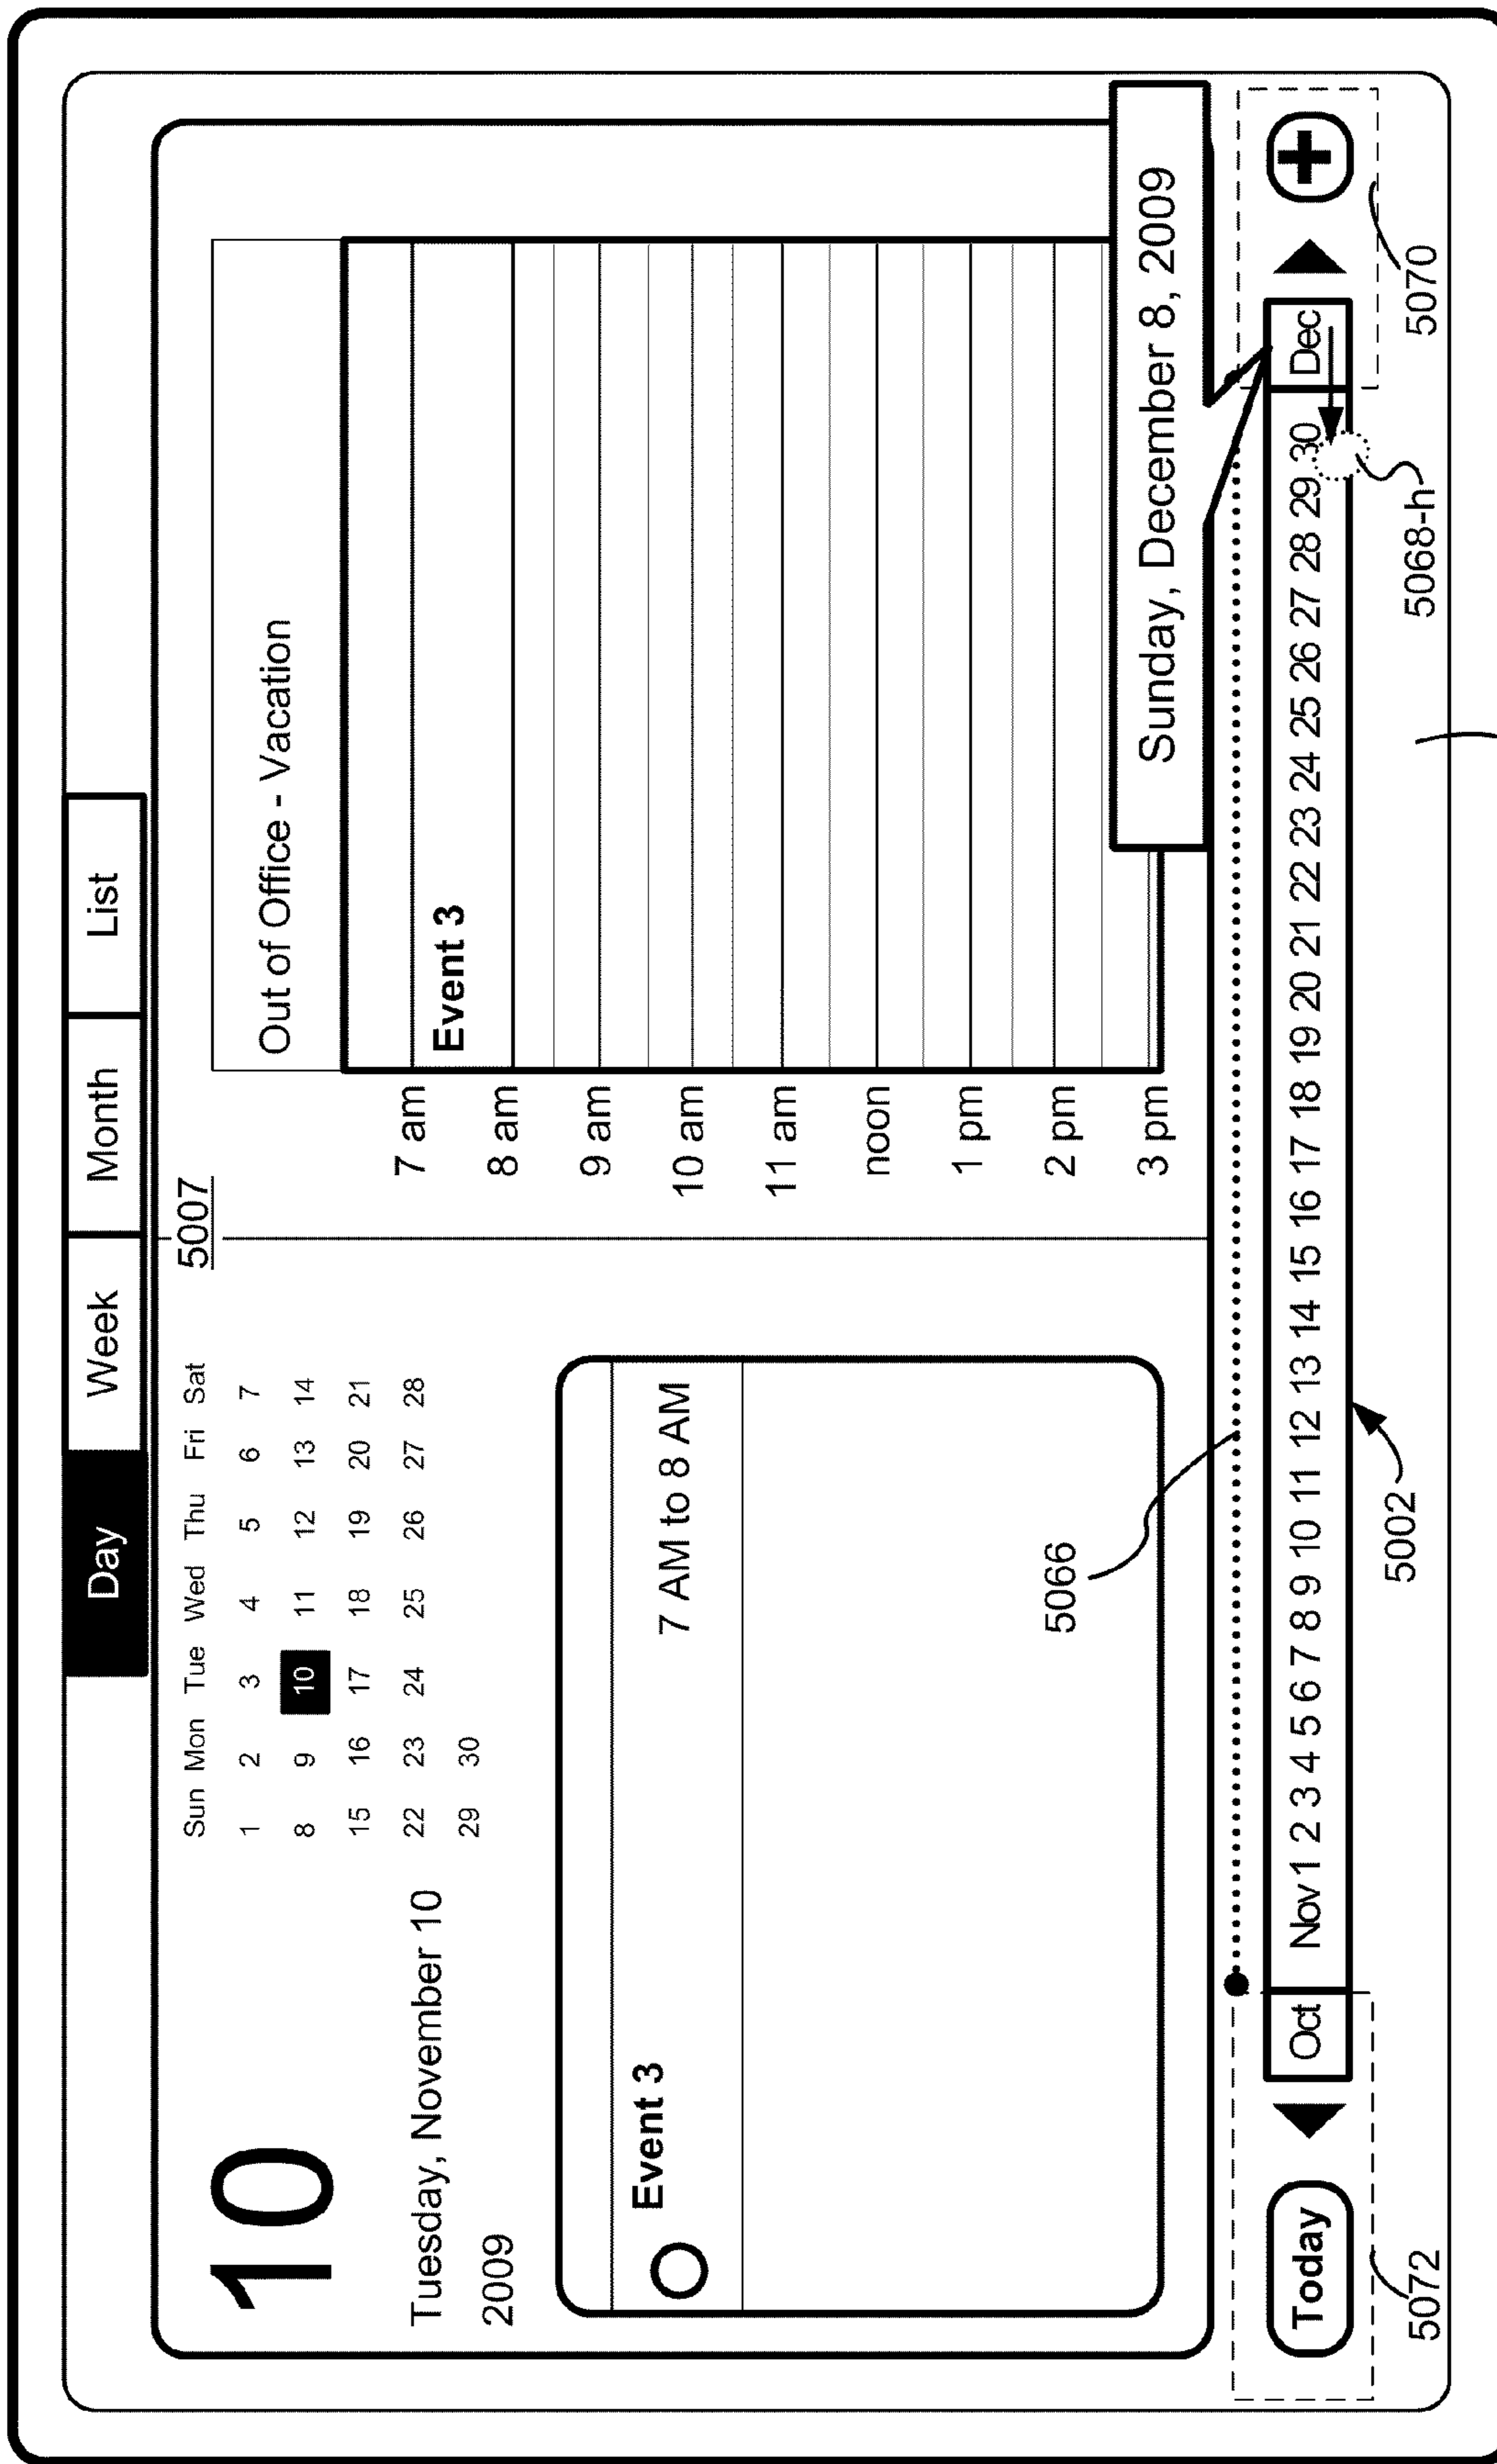 Day Week Month List
10
Tuesday, November 10
2009
Sun Mon Tue Wed Thu Fri Sat
1 2 3 4 5 6 7
8 9 10 11 12 13 14
15 16 17 18 19 20 21
22 23 24 25 26 27 28
29 30
Event 3 7 AM to 8 AM
5066
5007
Out of Office - Vacation
7 am
Event 3
8 am
9 am
10 am
11 am
noon
1 pm
2 pm
3 pm
Sunday, December 8, 2009
Today Oct Nov 1 2 3 4 5 6 7 8 9 10 11 12 13 14 15 16 17 18 19 20 21 22 23 24 25 26 27 28 29 30 Dec
5072 5002 5068-h 5070